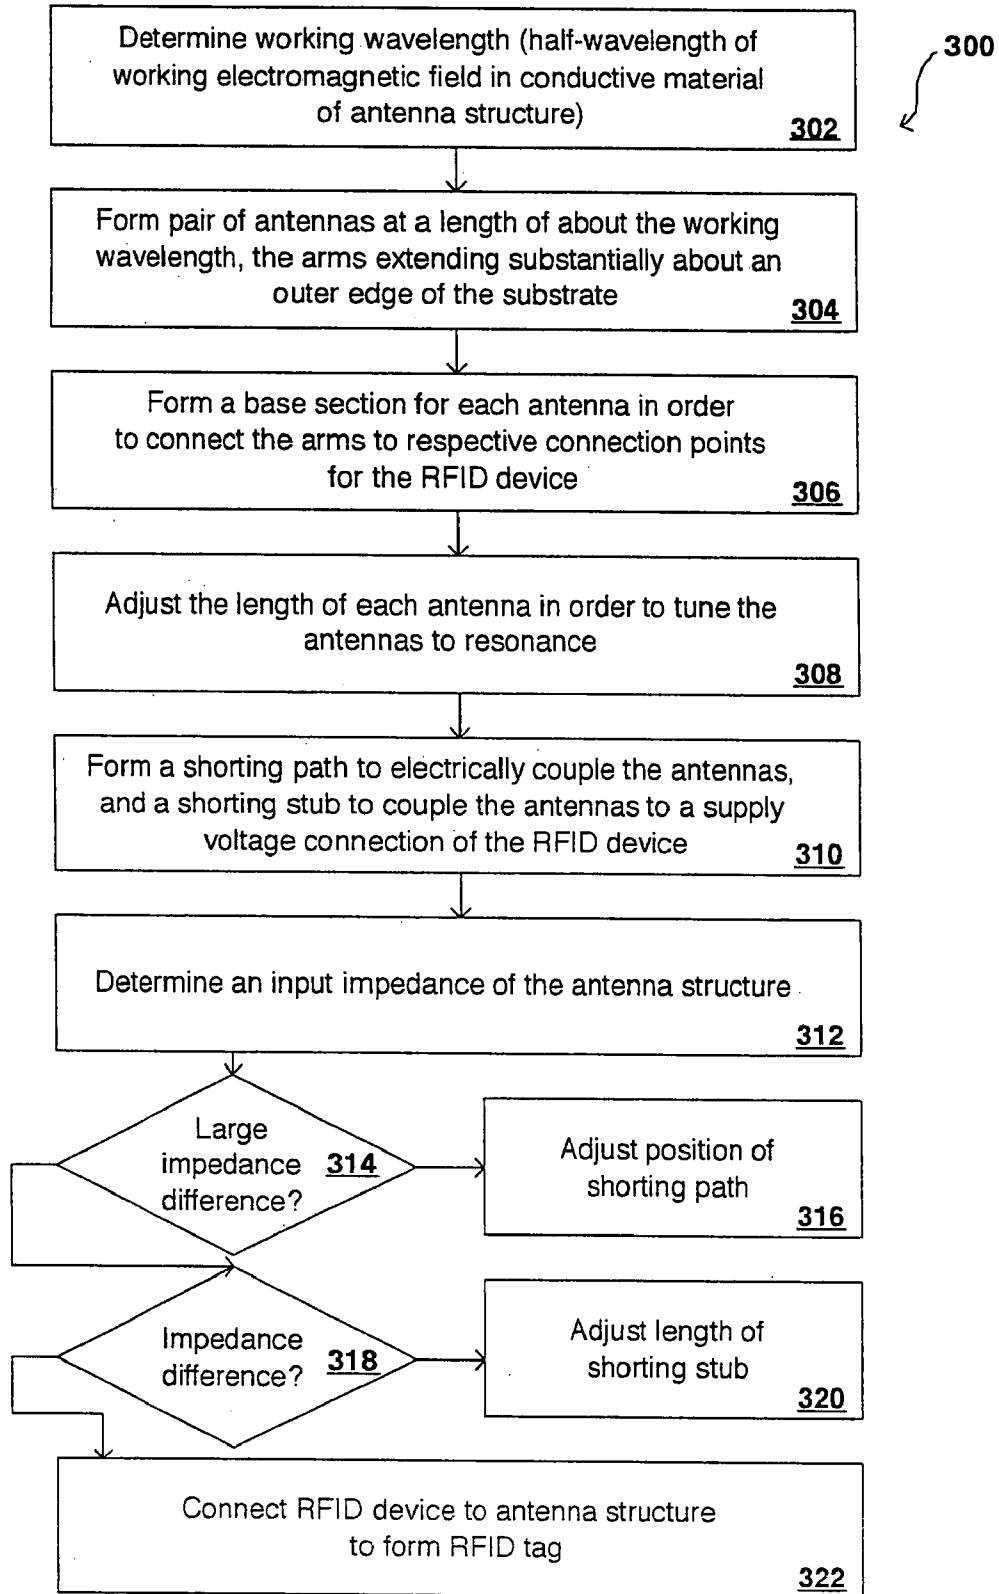 Determine working wavelength (half-wavelength of
working electromagnetic field in conductive material
of antenna structure)
302
300
Form pair of antennas at a length of about the working
wavelength, the arms extending substantially about an
outer edge of the substrate
304
Form a base section for each antenna in order
to connect the arms to respective connection points
for the RFID device
306
Adjust the length of each antenna in order to tune the
antennas to resonance
308
Form a shorting path to electrically couple the antennas,
and a shorting stub to couple the antennas to a supply
voltage connection of the RFID device
310
Determine an input impedance of the antenna structure
312
Large
impedance
difference?
314
Adjust position of
shorting path
316
Impedance
difference?
318
Adjust length of
shorting stub
320
Connect RFID device to antenna structure
to form RFID tag
322